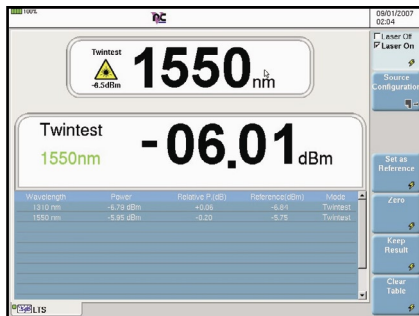 100%
09/01/2007
02:04
Laser Off
Laser On
Twintest
-6.5dBm
1550 nm
Source
Configuration
Twintest
1550nm
-06.01 dBm
Set as
Reference
Wavelength Power Relative P.(dB) Reference(dBm) Mode
1310 nm -6.79 dBm +0.06 -6.84 Twintest
1550 nm -5.95 dBm -0.20 -5.75 Twintest
Zero
Keep
Result
Clear
Table
LTS